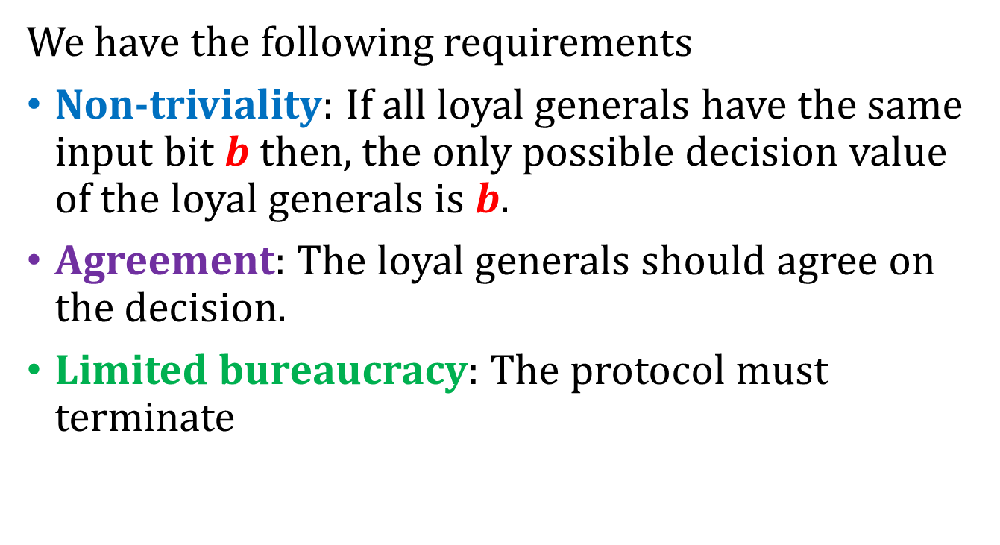 We have the following requirements
• Non-triviality: If all loyal generals have the same
input bit b then, the only possible decision value
of the loyal generals is b.
• Agreement: The loyal generals should agree on
the decision.
• Limited bureaucracy: The protocol must
terminate